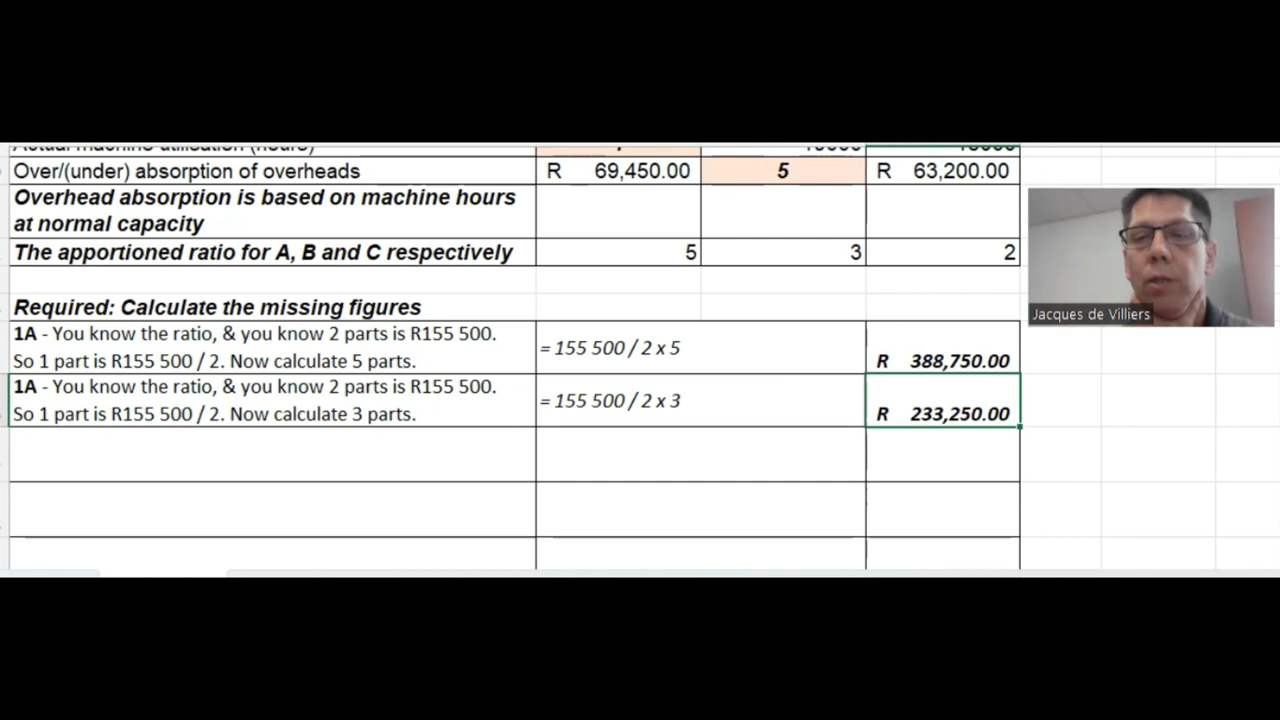 Over/(under) absorption of overheads R 69,450.00 5 R 63,200.00
Overhead absorption is based on machine hours
at normal capacity
The apportioned ratio for A, B and C respectively 5 3 2
Required: Calculate the missing figures
1A - You know the ratio, & you know 2 parts is R155 500.
So 1 part is R155 500 / 2. Now calculate 5 parts.
= 155 500 / 2 x 5
R 388,750.00
1A - You know the ratio, & you know 2 parts is R155 500.
So 1 part is R155 500 / 2. Now calculate 3 parts.
= 155 500 / 2 x 3
R 233,250.00
Jacques de Villiers